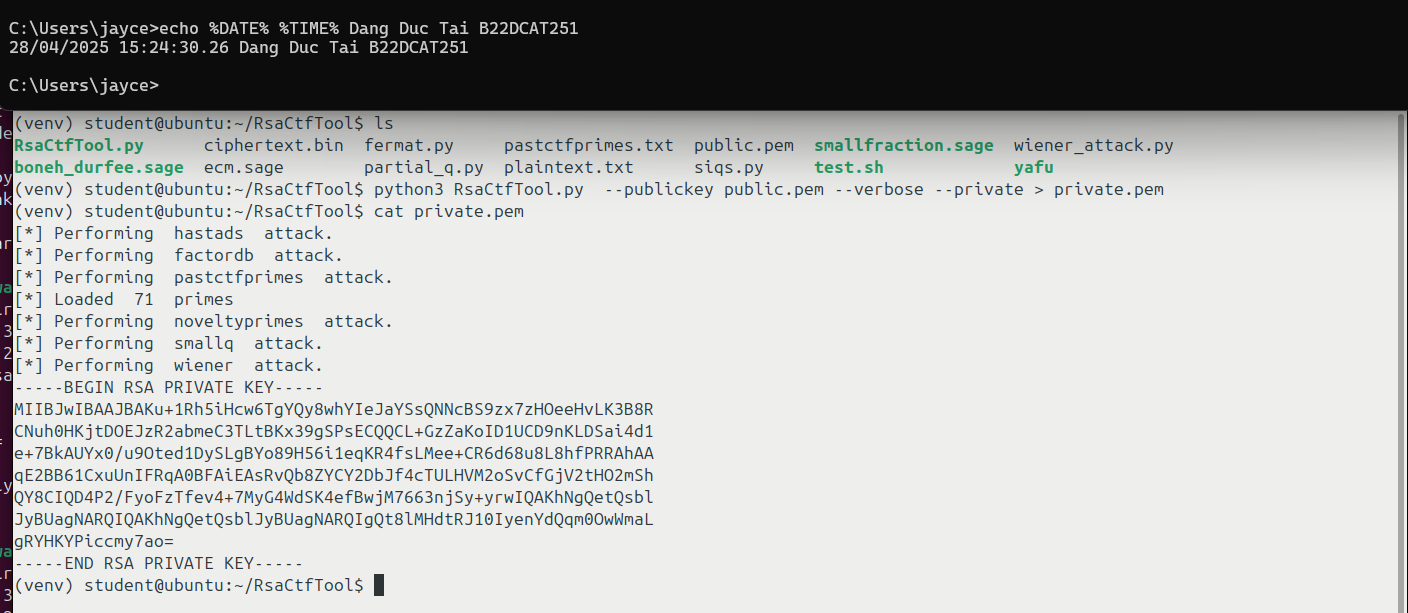 C:\Users\jayce>echo %DATE% %TIME% Dang Duc Tai B22DCAT251
28/04/2025 15:24:30.26 Dang Duc Tai B22DCAT251
C:\Users\jayce>
(venv) student@ubuntu:~/RsaCtfTool$ ls
RsaCtfTool.py ciphertext.bin fermat.py pastctfprimes.txt public.pem smallfraction.sage wiener_attack.py
boneh_durfee.sage ecm.sage partial_q.py plaintext.txt siqs.py test.sh yafu
(venv) student@ubuntu:~/RsaCtfTool$ python3 RsaCtfTool.py --publickey public.pem --verbose --private > private.pem
(venv) student@ubuntu:~/RsaCtfTool$ cat private.pem
[*] Performing hastads attack.
[*] Performing factordb attack.
[*] Performing pastctfprimes attack.
[*] Loaded 71 primes
[*] Performing noveltyprimes attack.
[*] Performing smallq attack.
[*] Performing wiener attack.
-----BEGIN RSA PRIVATE KEY-----
MIIBJwIBAAJBAKu+1Rh5iHcw6TgYQy8whYIeJaYSsQNNcBS9zx7zHOeeHvLK3B8R
CNuh0HKjtDOEJzR2abmeC3TLtBKx39gSPsECQQCL+GzZaKoID1UCD9nKLDSai4d1
e+7BkAUYx0/u9Oted1DySLgBYo89H56i1eqKR4fsLMee+CR6d68u8L8hfPRRAhAA
qE2BB61CxuUnIFRqA0BFAiEAsRvQb8ZYCY2DbJf4cTULHVM2oSvCfGjV2tHO2mSh
QY8CIQD4P2/FyoFzTfev4+7MyG4WdSK4efBwjM7663njSy+yrwIQAKhNgQetQsbl
JyBUagNARQIQAKhNgQetQsblJyBUagNARQIgQt8lMHdtRJ10IyenYdQqm0OwWmaL
gRYHKYPiccmy7ao=
-----END RSA PRIVATE KEY-----
(venv) student@ubuntu:~/RsaCtfTool$